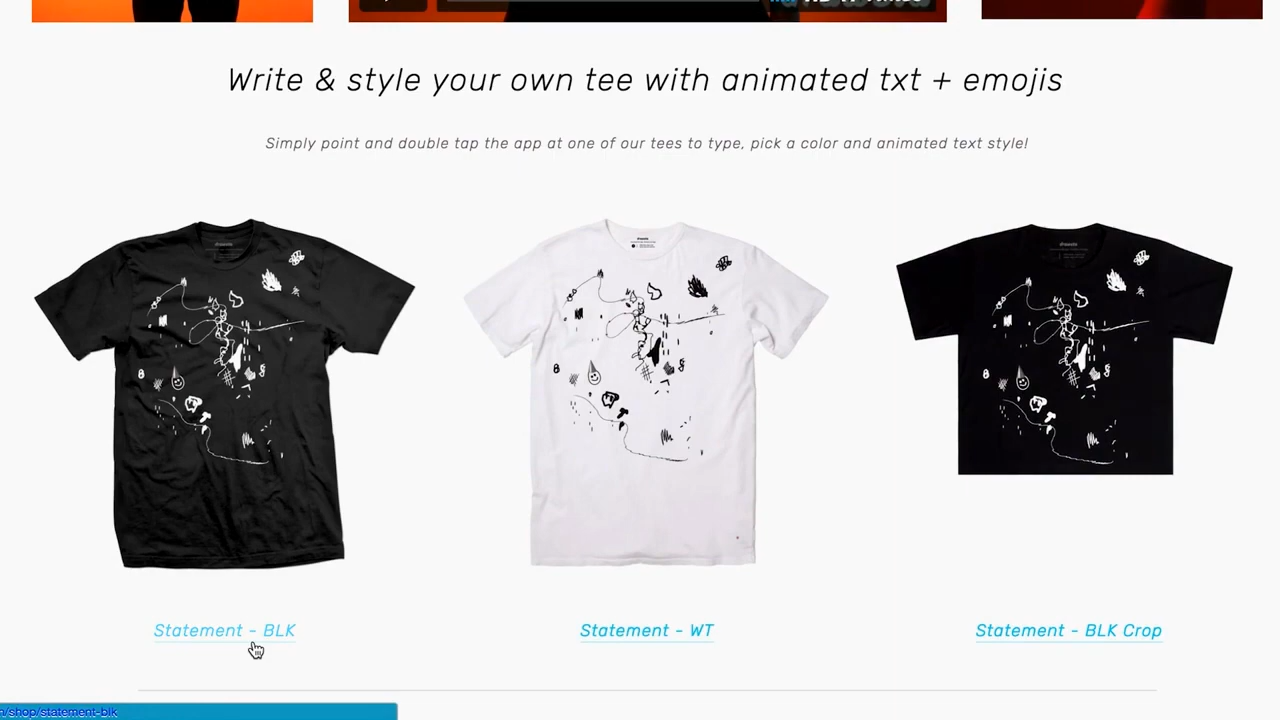 Write & style your own tee with animated txt + emojis
Simply point and double tap the app at one of our tees to type, pick a color and animated text style!
Statement - BLK
Statement - WT
Statement - BLK Crop
/shop/statement-blk